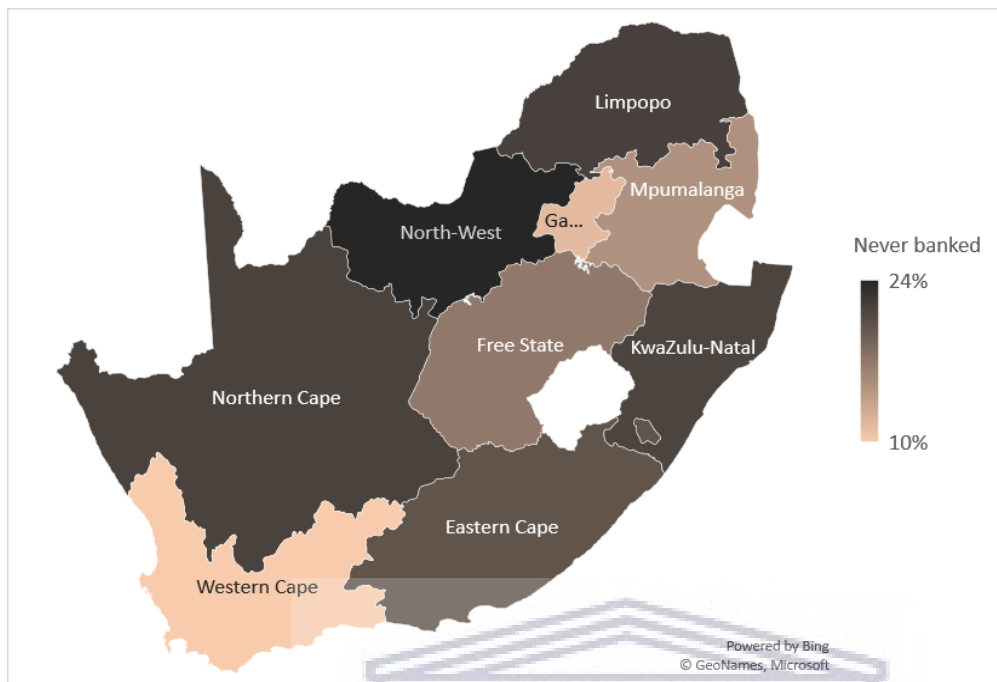 Limpopo
Mpumalanga
Ga...
North-West
Never banked
24%
Free State
KwaZulu-Natal
Northern Cape
10%
Eastern Cape
Western Cape
Powered by Bing
© GeoNames, Microsoft